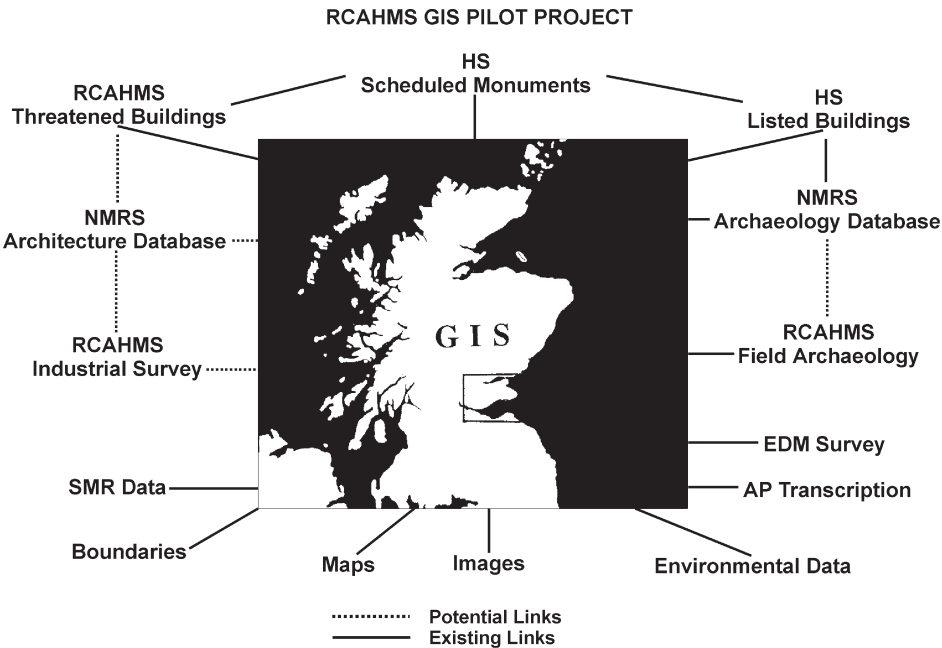 RCAHMS GIS PILOT PROJECT
HS
Scheduled Monuments
RCAHMS
Threatened Buildings
HS
Listed Buildings
NMRS
Architecture Database
NMRS
Archaeology Database
G I S
RCAHMS
Industrial Survey
RCAHMS
Field Archaeology
EDM Survey
SMR Data
AP Transcription
Boundaries
Maps
Images
Environmental Data
Potential Links
Existing Links